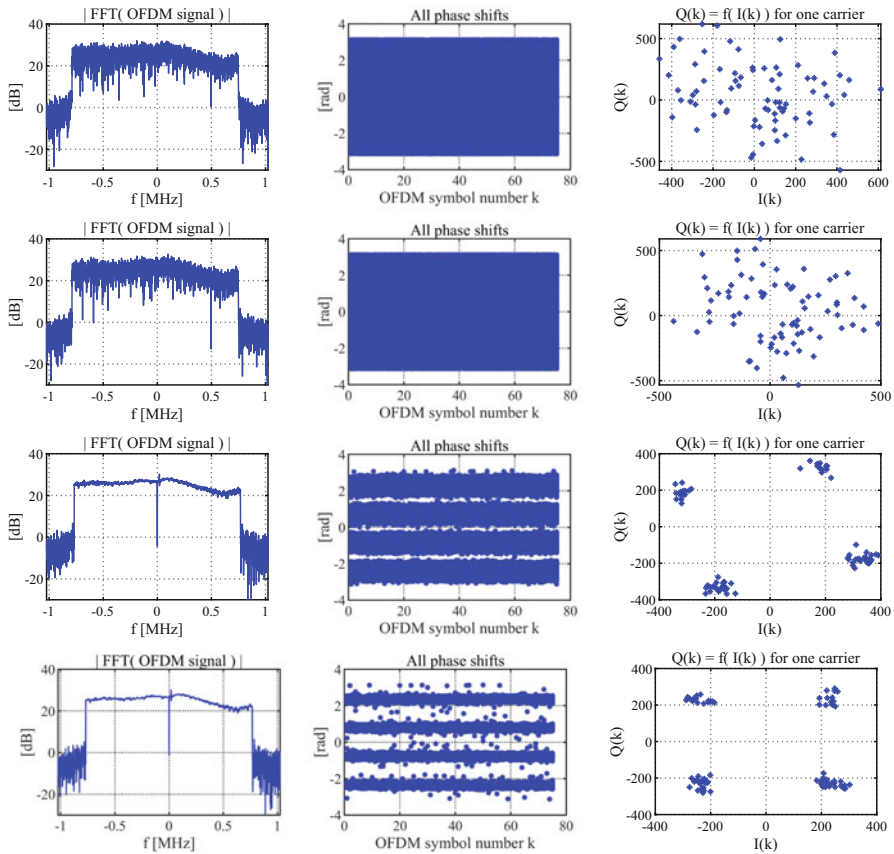 | FFT( OFDM signal ) |
[dB]
40
20
0
-20
-1 -0.5 0 0.5 1
f [MHz]
All phase shifts
[rad]
4
2
0
-2
-4
0 20 40 60 80
OFDM symbol number k
Q(k) = f( I(k) ) for one carrier
Q(k)
500
0
-500
-400 -200 0 200 400 600
I(k)
| FFT( OFDM signal ) |
[dB]
40
20
0
-20
-1 -0.5 0 0.5 1
f [MHz]
All phase shifts
[rad]
4
2
0
-2
-4
0 20 40 60 80
OFDM symbol number k
Q(k) = f( I(k) ) for one carrier
Q(k)
500
0
-500
-500 0 500
I(k)
| FFT( OFDM signal ) |
[dB]
40
20
0
-20
-1 -0.5 0 0.5 1
f [MHz]
All phase shifts
[rad]
4
2
0
-2
-4
0 20 40 60 80
OFDM symbol number k
Q(k) = f( I(k) ) for one carrier
Q(k)
400
200
0
-200
-400
-400 -200 0 200 400
I(k)
| FFT( OFDM signal ) |
[dB]
40
20
0
-20
-1 -0.5 0 0.5 1
f [MHz]
All phase shifts
[rad]
4
2
0
-2
-4
0 20 40 60 80
OFDM symbol number k
Q(k) = f( I(k) ) for one carrier
Q(k)
400
200
0
-200
-400
-400 -200 0 200 400
I(k)